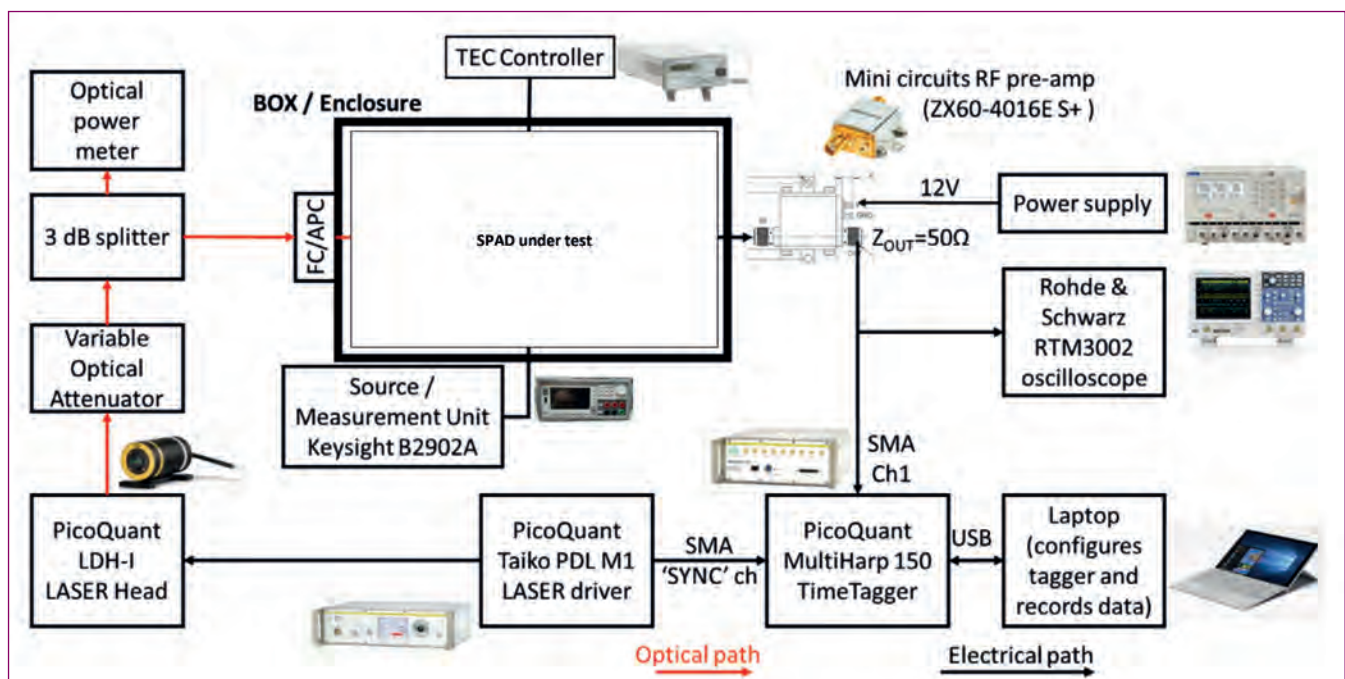 TEC Controller
Optical
power
meter
BOX / Enclosure
Mini circuits RF pre-amp
(ZX60-4016E S+ )
3 dB splitter
FC/APC
SPAD under test
12V
Power supply
Z_OUT=50Ω
Variable
Optical
Attenuator
Rohde &
Schwarz
RTM3002
oscilloscope
Source /
Measurement Unit
Keysight B2902A
SMA
Ch1
PicoQuant
LDH-I
LASER Head
PicoQuant
Taiko PDL M1
LASER driver
SMA
'SYNC' ch
PicoQuant
MultiHarp 150
TimeTagger
USB
Laptop
(configures
tagger and
records data)
Optical path
Electrical path